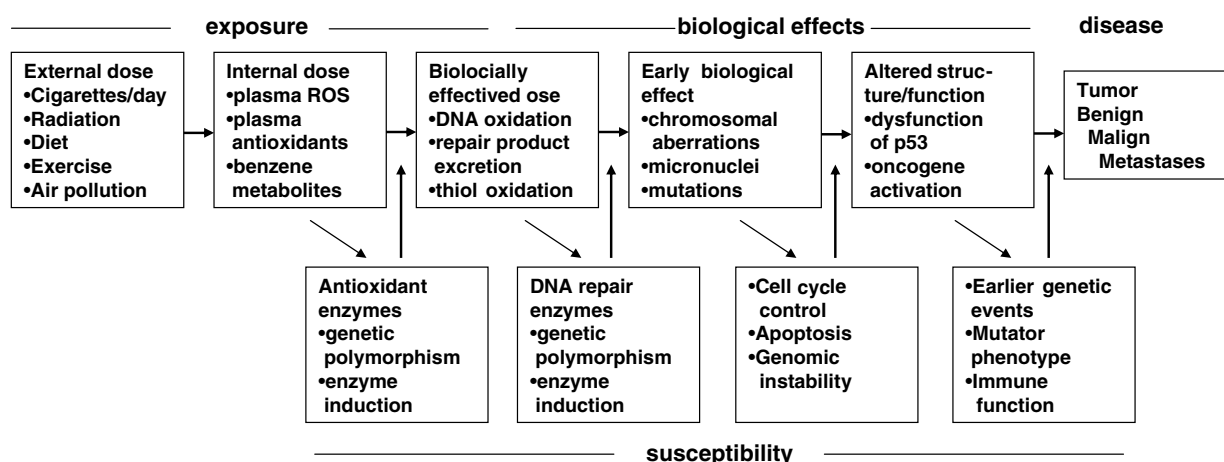 exposure
biological effects
disease
External dose
•Cigarettes/day
•Radiation
•Diet
•Exercise
•Air pollution
Internal dose
•plasma ROS
•plasma
antioxidants
•benzene
metabolites
Biolocially
effectived ose
•DNA oxidation
•repair product
excretion
•thiol oxidation
Early biological
effect
•chromosomal
aberrations
•micronuclei
•mutations
Altered struc-
ture/function
•dysfunction
of p53
•oncogene
activation
Tumor
Benign
Malign
Metastases
Antioxidant
enzymes
•genetic
polymorphism
•enzyme
induction
DNA repair
enzymes
•genetic
polymorphism
•enzyme
induction
•Cell cycle
control
•Apoptosis
•Genomic
instability
•Earlier genetic
events
•Mutator
phenotype
•Immune
function
susceptibility